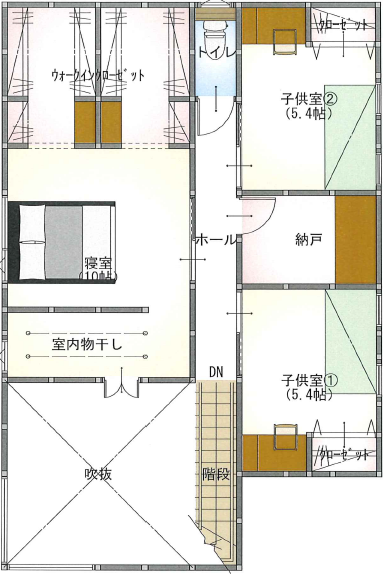 クローゼット
トイレ
ウォークインクローゼット
子供室②
(5.4帖)
ホール
納戸
寝室
(10帖)
室内物干し
DN
子供室①
(5.4帖)
吹抜
階段
クローゼット